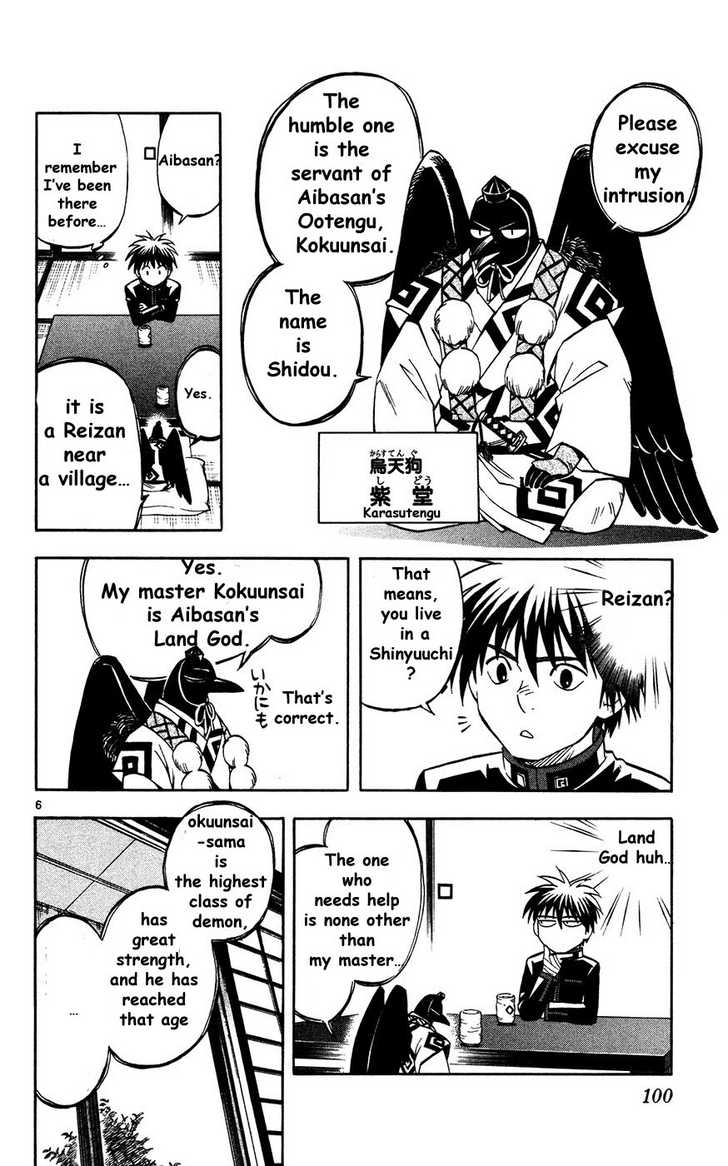 Please
excuse
my
intrusion
The
humble one
is the
servant of
Aibasan's
Ootengu,
Kokuunsai.
The
name
is
Shidou.
からすてんぐ
烏天狗
しどう
紫堂
Karasutengu
Aibasan?
I
remember
I've been
there
before...
Yes.
it is
a Reizan
near
a village...
Reizan?
That
means,
you live
in a
Shinyuuchi
?
Yes.
My master Kokuunsai
is Aibasan's
Land God.
いかにも
That's
correct.
6
Land
God huh..
The one
who
needs help
is none other
than
my master...
okuunsai
-sama
is
the highest
class of
demon,
has
great
strength,
and he has
reached
that age
...
100